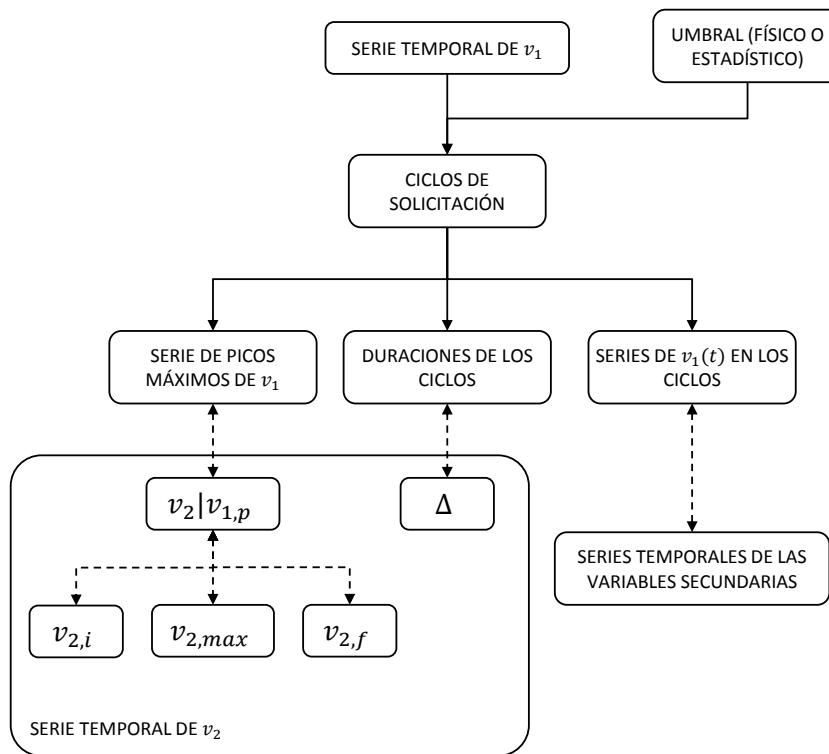 SERIE TEMPORAL DE v₁
UMBRAL (FÍSICO O
ESTADÍSTICO)
CICLOS DE
SOLICITACIÓN
SERIE DE PICOS
MÁXIMOS DE v₁
DURACIONES DE LOS
CICLOS
SERIES DE v₁(t) EN LOS
CICLOS
v₂|v₁,ₚ
Δ
SERIES TEMPORALES DE LAS
VARIABLES SECUNDARIAS
v₂,ᵢ
v₂,ₘₐₓ
v₂,f
SERIE TEMPORAL DE v₂